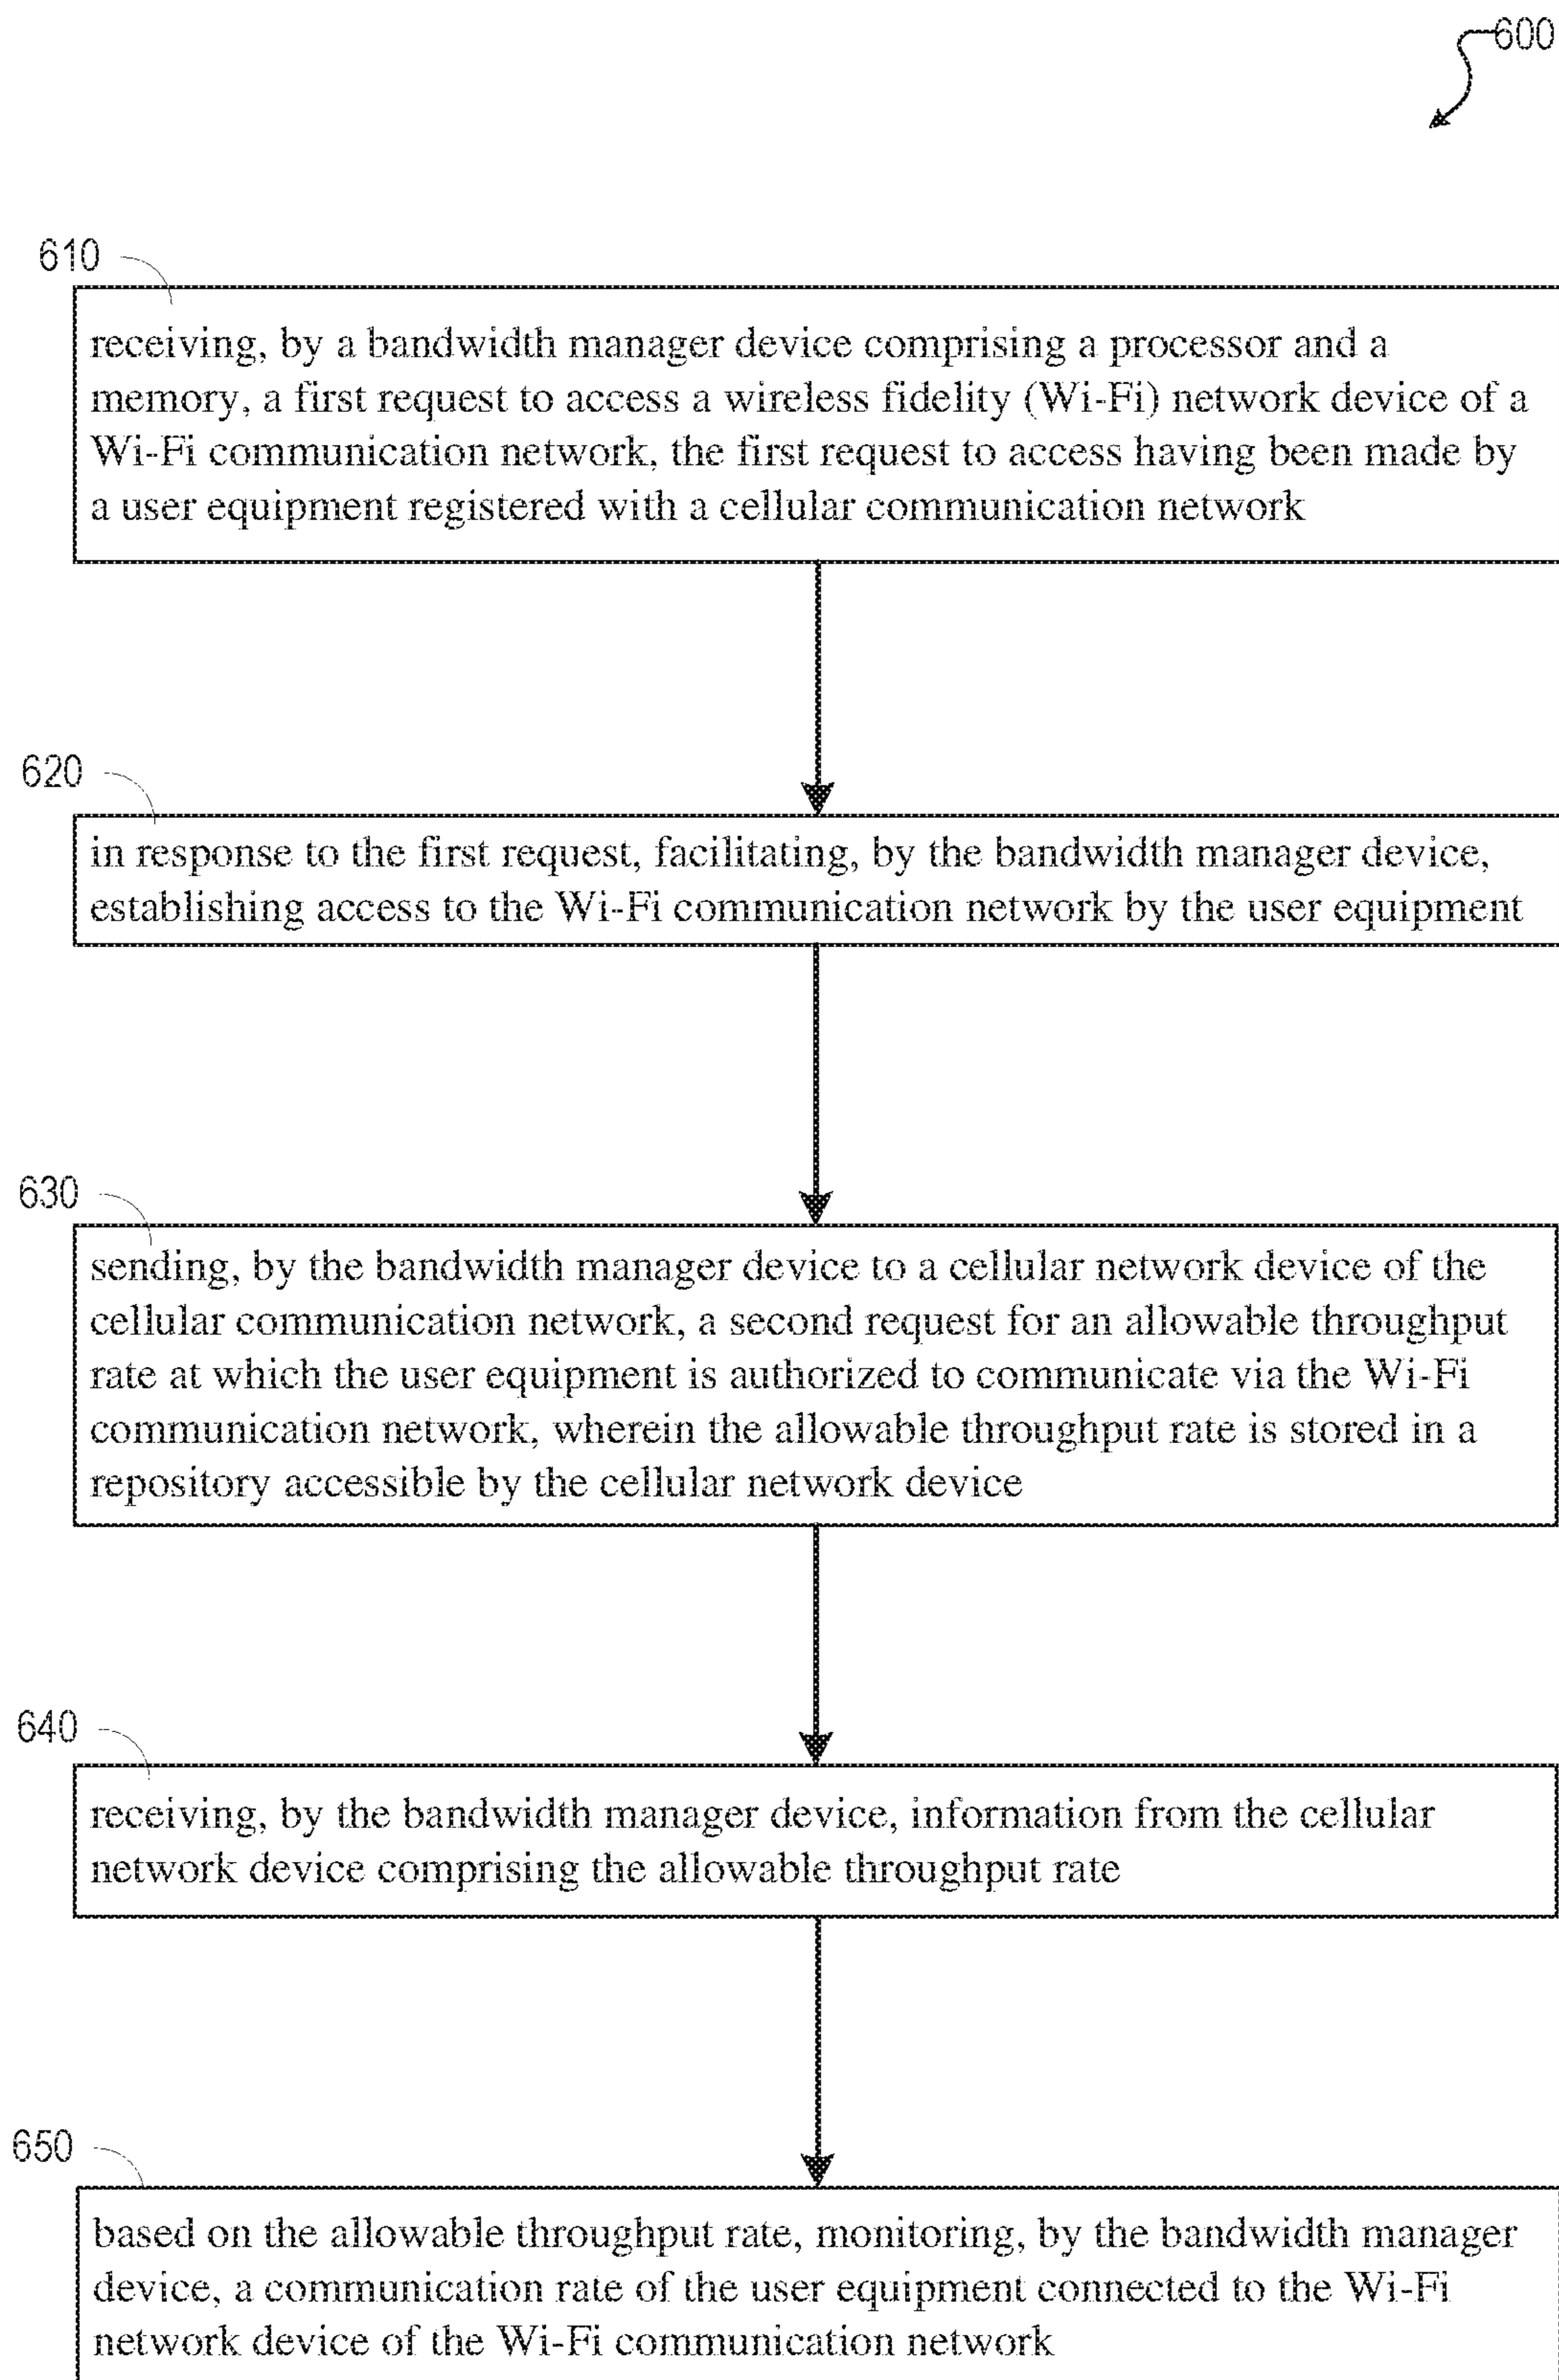 600
610
receiving, by a bandwidth manager device comprising a processor and a
memory, a first request to access a wireless fidelity (Wi-Fi) network device of a
Wi-Fi communication network, the first request to access having been made by
a user equipment registered with a cellular communication network
620
in response to the first request, facilitating, by the bandwidth manager device,
establishing access to the Wi-Fi communication network by the user equipment
630
sending, by the bandwidth manager device to a cellular network device of the
cellular communication network, a second request for an allowable throughput
rate at which the user equipment is authorized to communicate via the Wi-Fi
communication network, wherein the allowable throughput rate is stored in a
repository accessible by the cellular network device
640
receiving, by the bandwidth manager device, information from the cellular
network device comprising the allowable throughput rate
650
based on the allowable throughput rate, monitoring, by the bandwidth manager
device, a communication rate of the user equipment connected to the Wi-Fi
network device of the Wi-Fi communication network